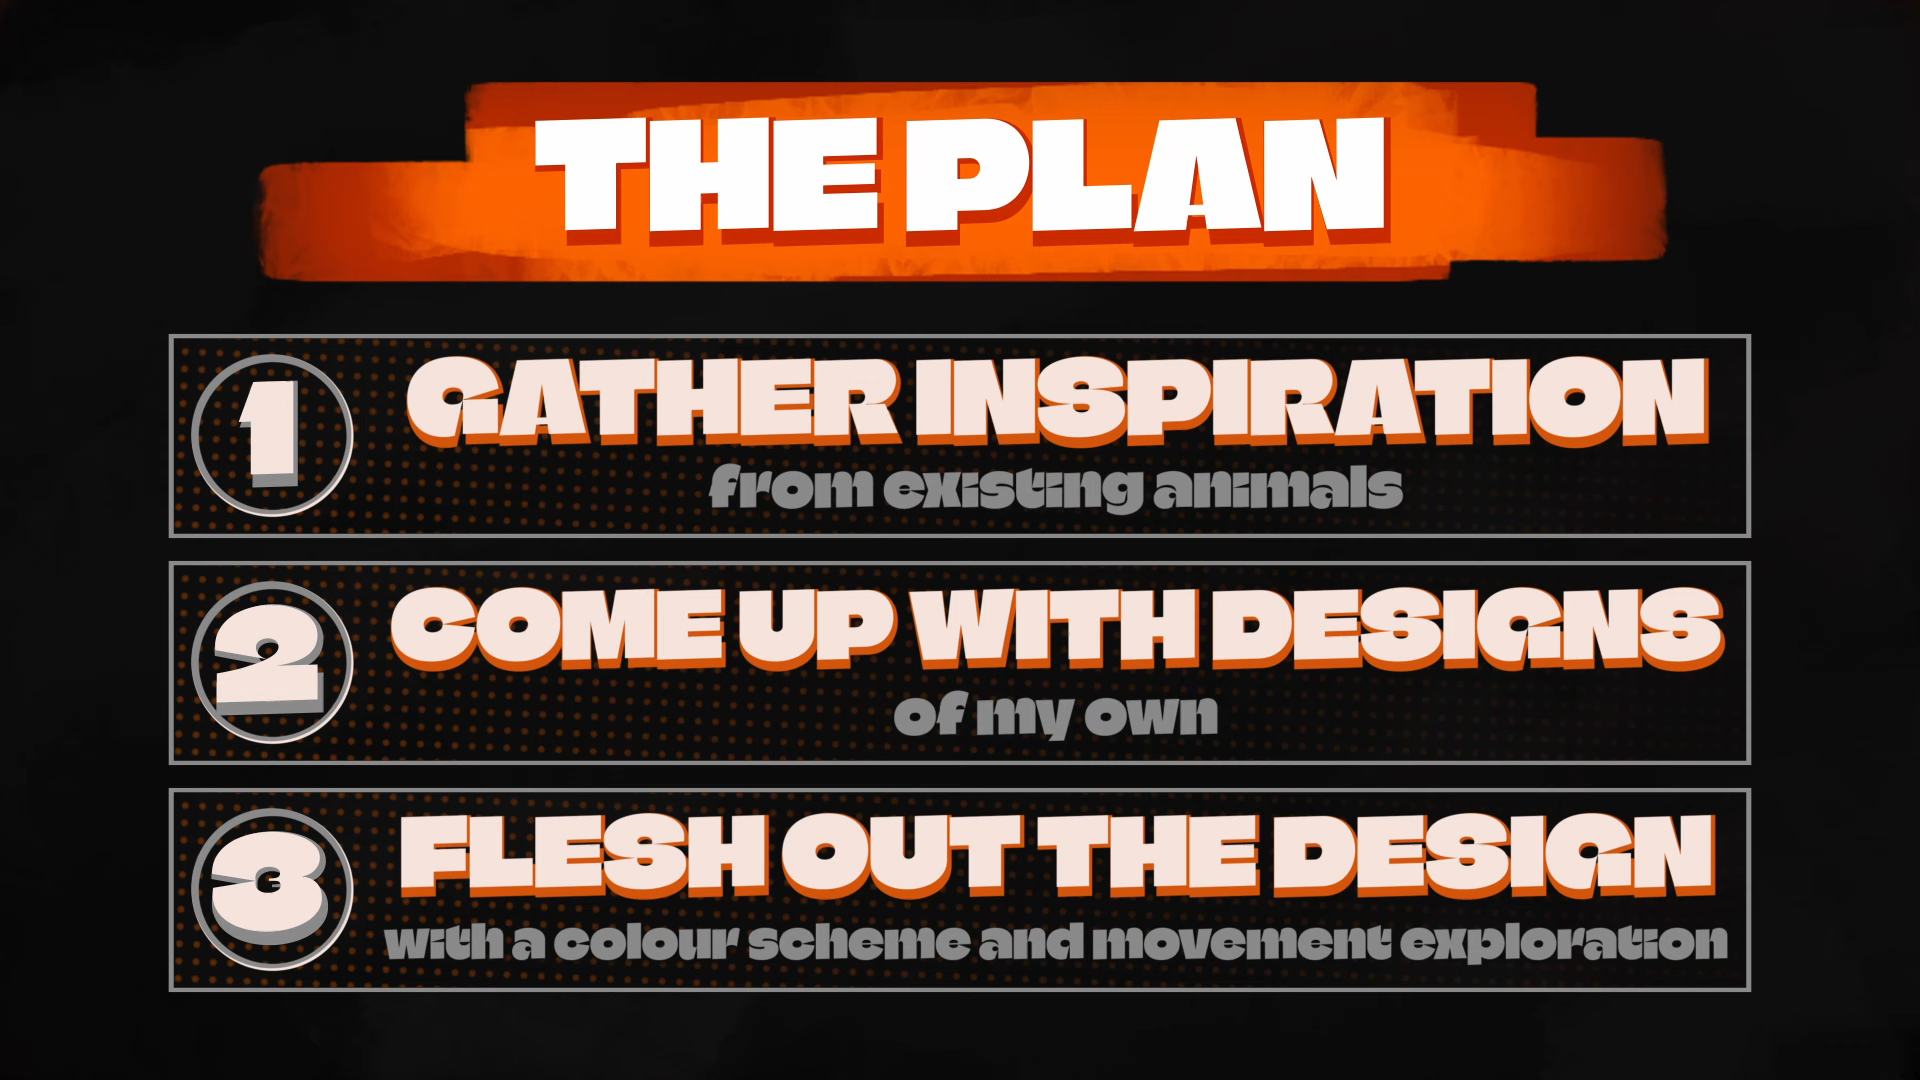 THE PLAN
1
GATHER INSPIRATION
from existing animals
2
COME UP WITH DESIGNS
of my own
3
FLESH OUT THE DESIGN
with a colour scheme and movement exploration